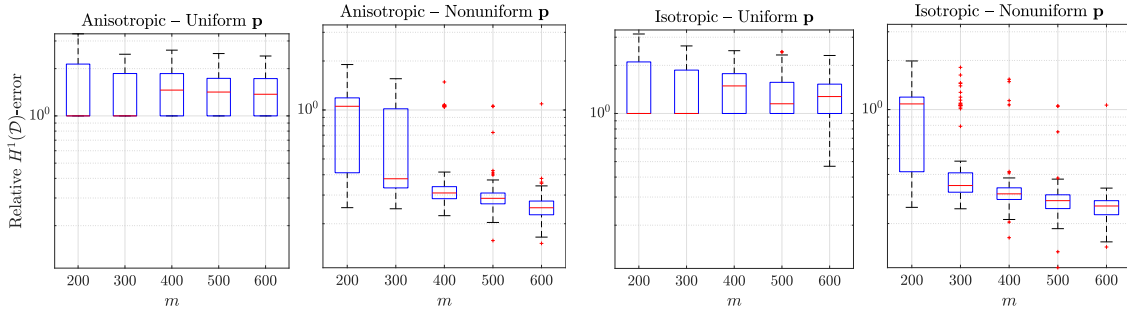 Anisotropic – Uniform p
Relative H¹(𝒟)-error
10⁰
200 300 400 500 600
m
Anisotropic – Nonuniform p
10⁰
200 300 400 500 600
m
Isotropic – Uniform p
10⁰
200 300 400 500 600
m
Isotropic – Nonuniform p
10⁰
200 300 400 500 600
m